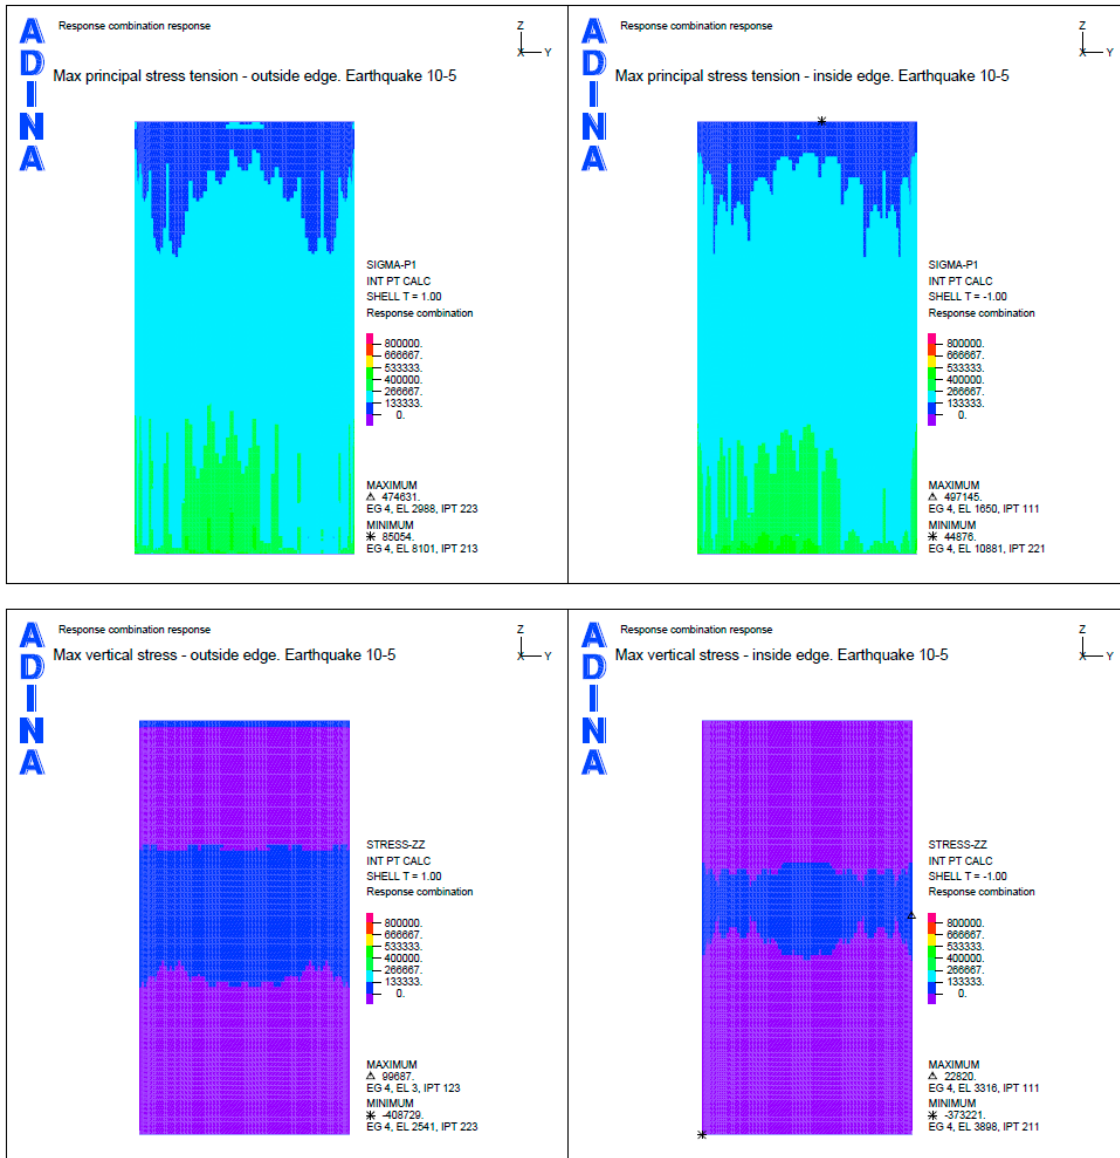 ADINA
Response combination response
Z
X Y
Max principal stress tension - outside edge. Earthquake 10-5
SIGMA-P1
INT PT CALC
SHELL T = 1.00
Response combination
800000.
666667.
533333.
400000.
266667.
133333.
0.
MAXIMUM
474631.
EG 4, EL 2988, IPT 223
MINIMUM
85054.
EG 4, EL 8101, IPT 213
ADINA
Response combination response
Z
X Y
Max principal stress tension - inside edge. Earthquake 10-5
SIGMA-P1
INT PT CALC
SHELL T = -1.00
Response combination
800000.
666667.
533333.
400000.
266667.
133333.
0.
MAXIMUM
497145.
EG 4, EL 1650, IPT 111
MINIMUM
44876.
EG 4, EL 10881, IPT 221
ADINA
Response combination response
Z
X Y
Max vertical stress - outside edge. Earthquake 10-5
STRESS-ZZ
INT PT CALC
SHELL T = 1.00
Response combination
800000.
666667.
533333.
400000.
266667.
133333.
0.
MAXIMUM
99687.
EG 4, EL 3, IPT 123
MINIMUM
-408729.
EG 4, EL 2541, IPT 223
ADINA
Response combination response
Z
X Y
Max vertical stress - inside edge. Earthquake 10-5
STRESS-ZZ
INT PT CALC
SHELL T = -1.00
Response combination
800000.
666667.
533333.
400000.
266667.
133333.
0.
MAXIMUM
22820.
EG 4, EL 3316, IPT 111
MINIMUM
-373221.
EG 4, EL 3898, IPT 211